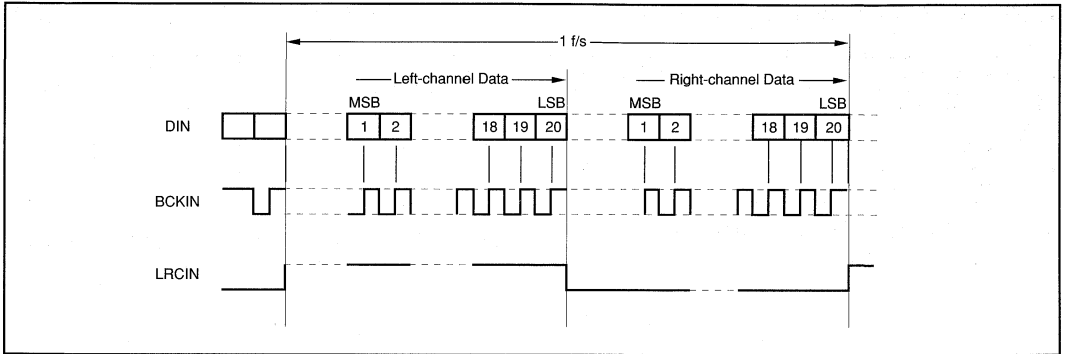 1 f/s
Left-channel Data
Right-channel Data
MSB
LSB
MSB
LSB
DIN
1
2
18
19
20
1
2
18
19
20
BCKIN
LRCIN